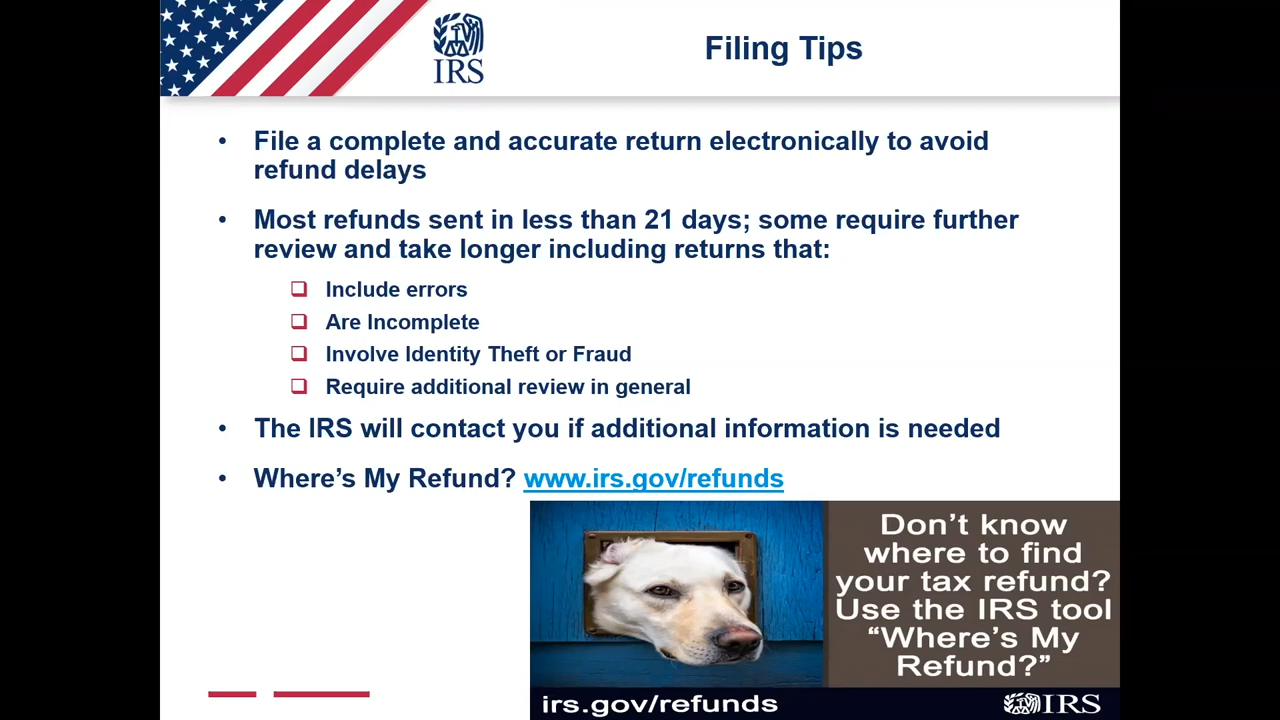 IRS
Filing Tips
• File a complete and accurate return electronically to avoid
refund delays
• Most refunds sent in less than 21 days; some require further
review and take longer including returns that:
❑ Include errors
❑ Are Incomplete
❑ Involve Identity Theft or Fraud
❑ Require additional review in general
• The IRS will contact you if additional information is needed
• Where’s My Refund? www.irs.gov/refunds
Don’t know
where to find
your tax refund?
Use the IRS tool
“Where’s My
Refund?”
irs.gov/refunds
IRS